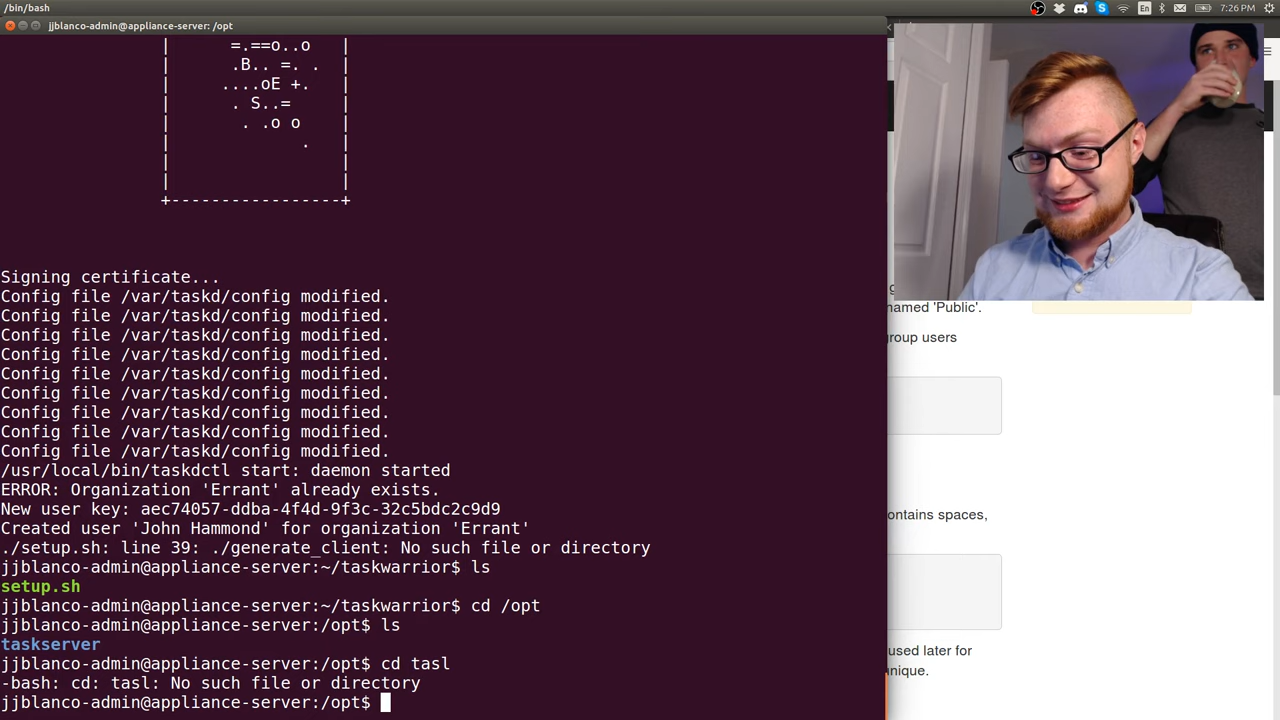 /bin/bash
En
7:26 PM
jjblanco-admin@appliance-server: /opt
| =.==o..o |
| .B.. =. . |
| ....oE +. |
| . S..= |
| . .o o |
| . |
| |
| |
+-----------------+
Signing certificate...
Config file /var/taskd/config modified.
Config file /var/taskd/config modified.
Config file /var/taskd/config modified.
Config file /var/taskd/config modified.
Config file /var/taskd/config modified.
Config file /var/taskd/config modified.
Config file /var/taskd/config modified.
Config file /var/taskd/config modified.
Config file /var/taskd/config modified.
/usr/local/bin/taskdctl start: daemon started
ERROR: Organization 'Errant' already exists.
New user key: aec74057-ddba-4f4d-9f3c-32c5bdc2c9d9
Created user 'John Hammond' for organization 'Errant'
./setup.sh: line 39: ./generate_client: No such file or directory
jjblanco-admin@appliance-server:~/taskwarrior$ ls
setup.sh
jjblanco-admin@appliance-server:~/taskwarrior$ cd /opt
jjblanco-admin@appliance-server:/opt$ ls
taskserver
jjblanco-admin@appliance-server:/opt$ cd tasl
-bash: cd: tasl: No such file or directory
jjblanco-admin@appliance-server:/opt$
named 'Public'.
group users
ontains spaces,
used later for
nique.